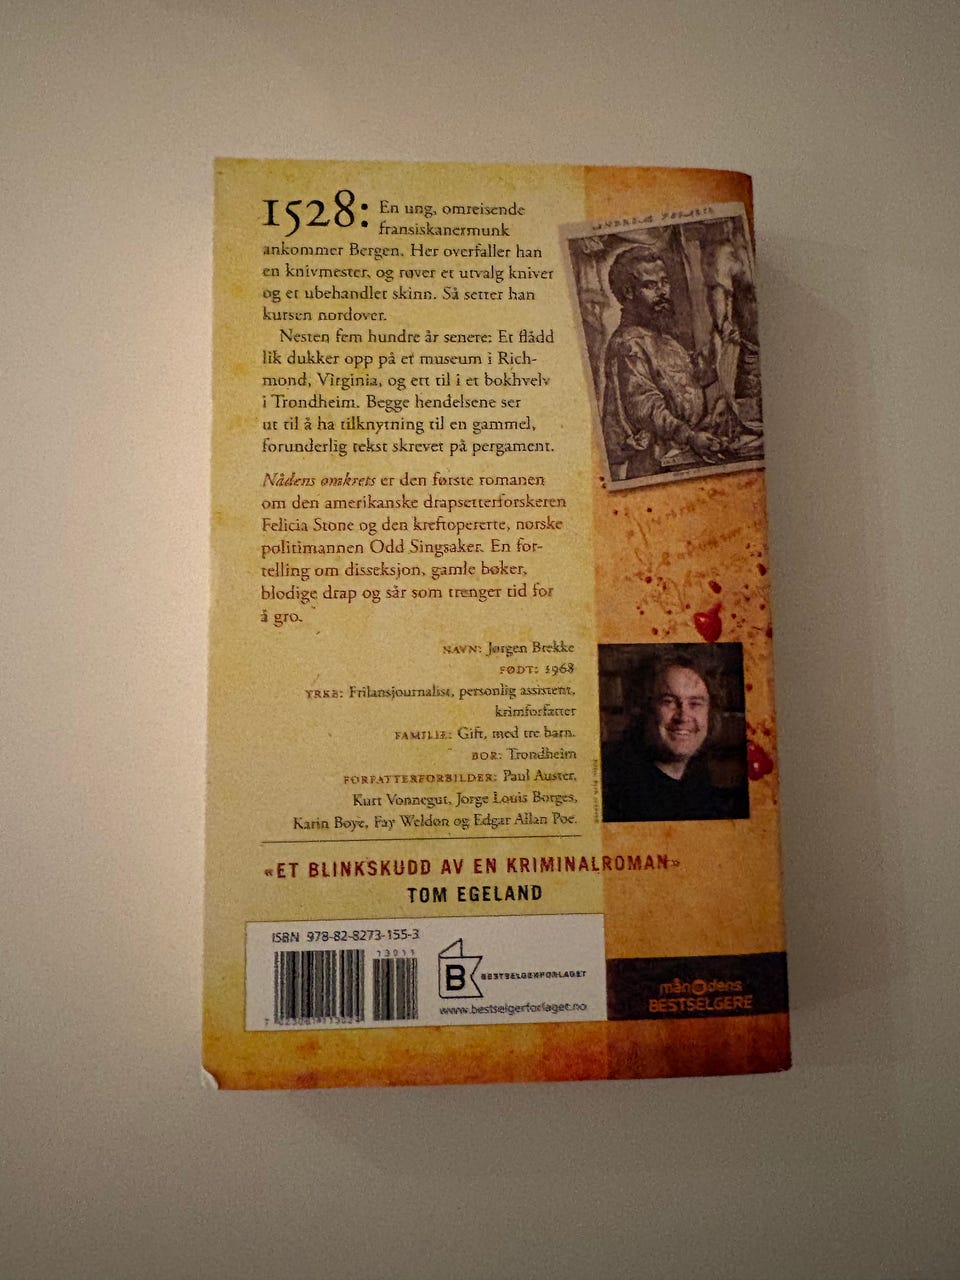 1528: En ung, omreisende
fransiskanermunk
ankommer Bergen. Her overfaller han
en knivmester, og røver et utvalg kniver
og et ubehandlet skinn. Så setter han
kursen nordover.
Nesten fem hundre år senere: Et flådd
lik dukker opp på et museum i Rich-
mond, Virginia, og ett til i et bokhvelv
i Trondheim. Begge hendelsene ser
ut til å ha tilknytning til en gammel,
forunderlig tekst skrevet på pergament.
Nådens omkrets er den første romanen
om den amerikanske drapsetterforskeren
Felicia Stone og den kreftopererte, norske
politimannen Odd Singsaker. En for-
telling om disseksjon, gamle bøker,
blodige drap og sår som trenger tid for
å gro.
NAVN: Jørgen Brekke
FØDT: 1968
YRKE: Frilansjournalist, personlig assistent,
krimforfatter
FAMILIE: Gift, med tre barn.
BOR: Trondheim
FORFATTERFORBILDER: Paul Auster,
Kurt Vonnegut, Jorge Louis Borges,
Karin Boye, Fay Weldon og Edgar Allan Poe.
«ET BLINKSKUDD AV EN KRIMINALROMAN»
TOM EGELAND
ISBN 978-82-8273-155-3
13011
B BESTSELGERFORLAGET
www.bestselgerforlaget.no
månedens
BESTSELGERE